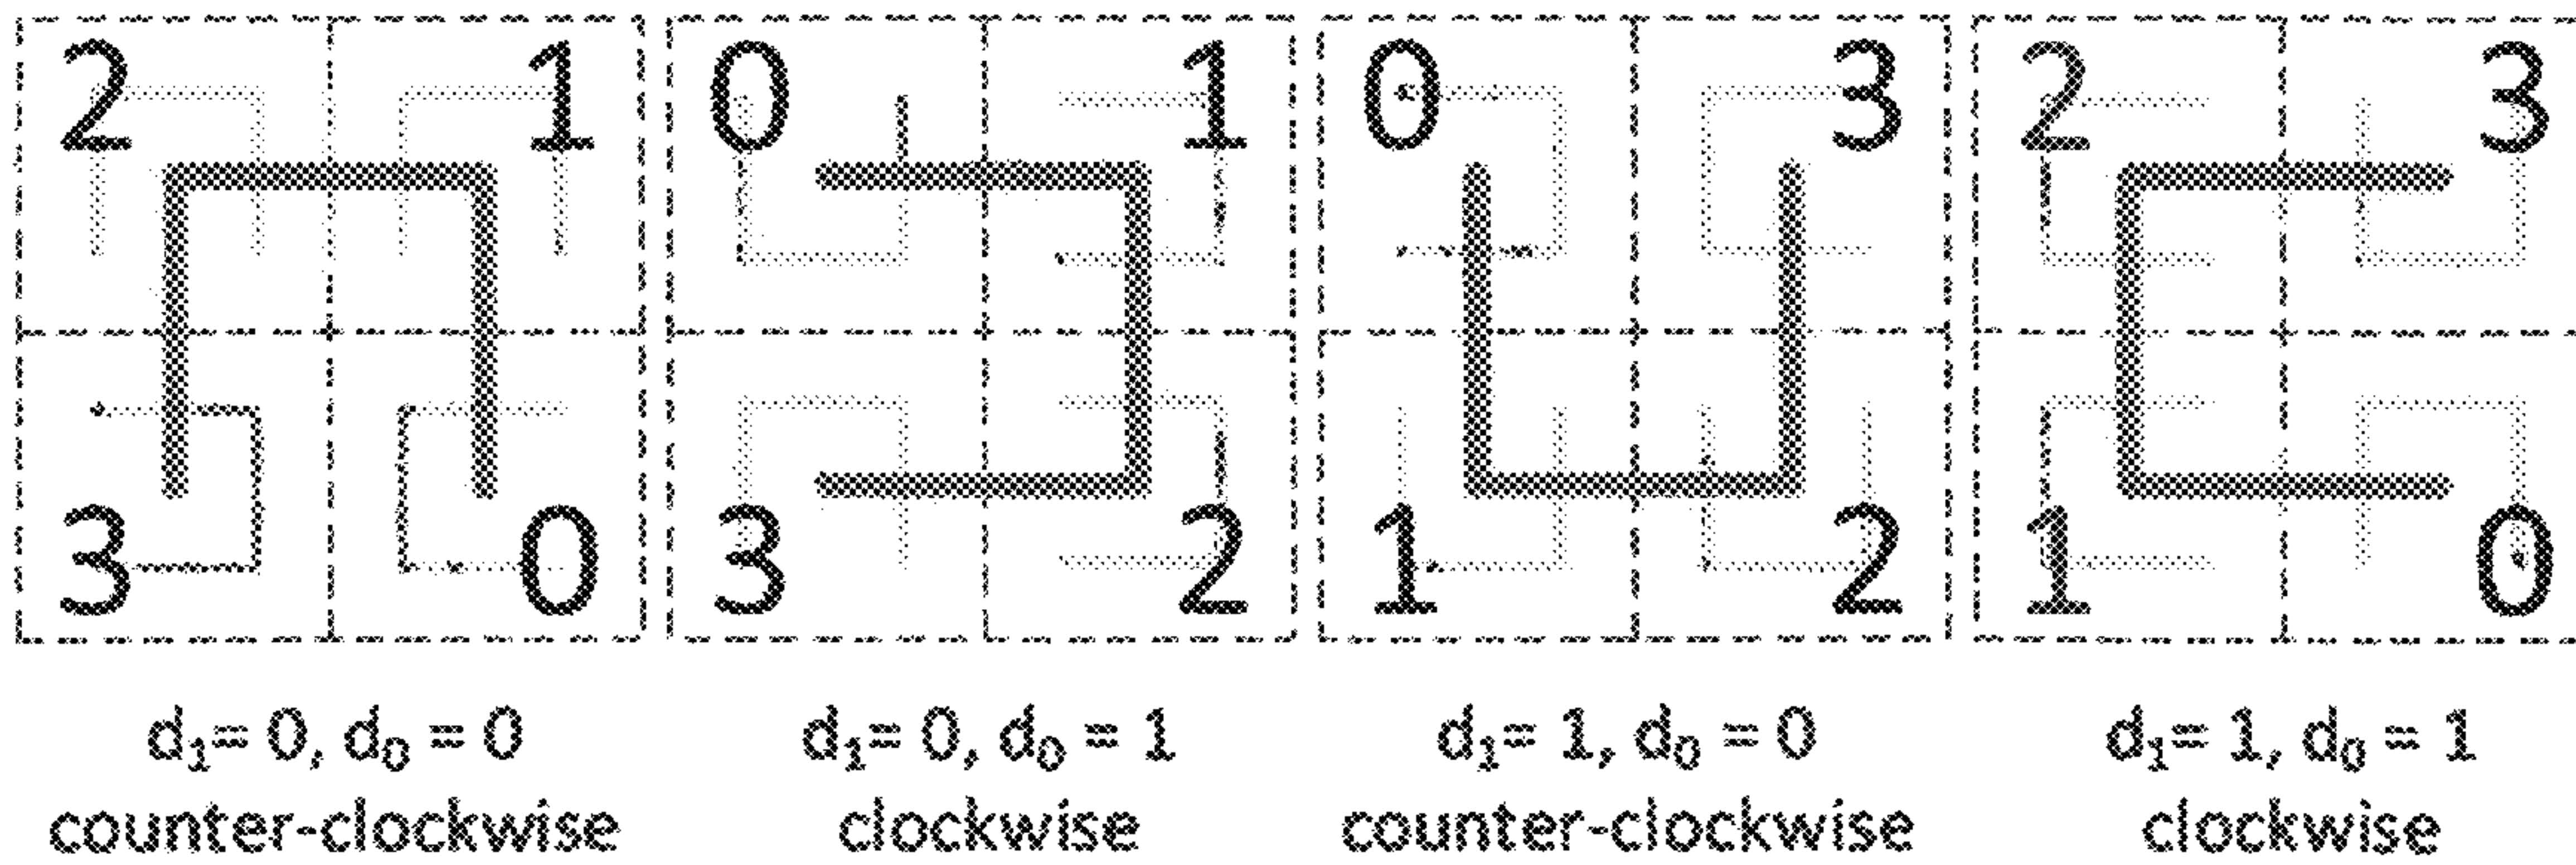 2 1 0 1 0 3 2 3
3 0 3 2 1 2 1 0
d₁= 0, d₀ = 0 d₁= 0, d₀ = 1 d₁= 1, d₀ = 0 d₁= 1, d₀ = 1
counter-clockwise clockwise counter-clockwise clockwise